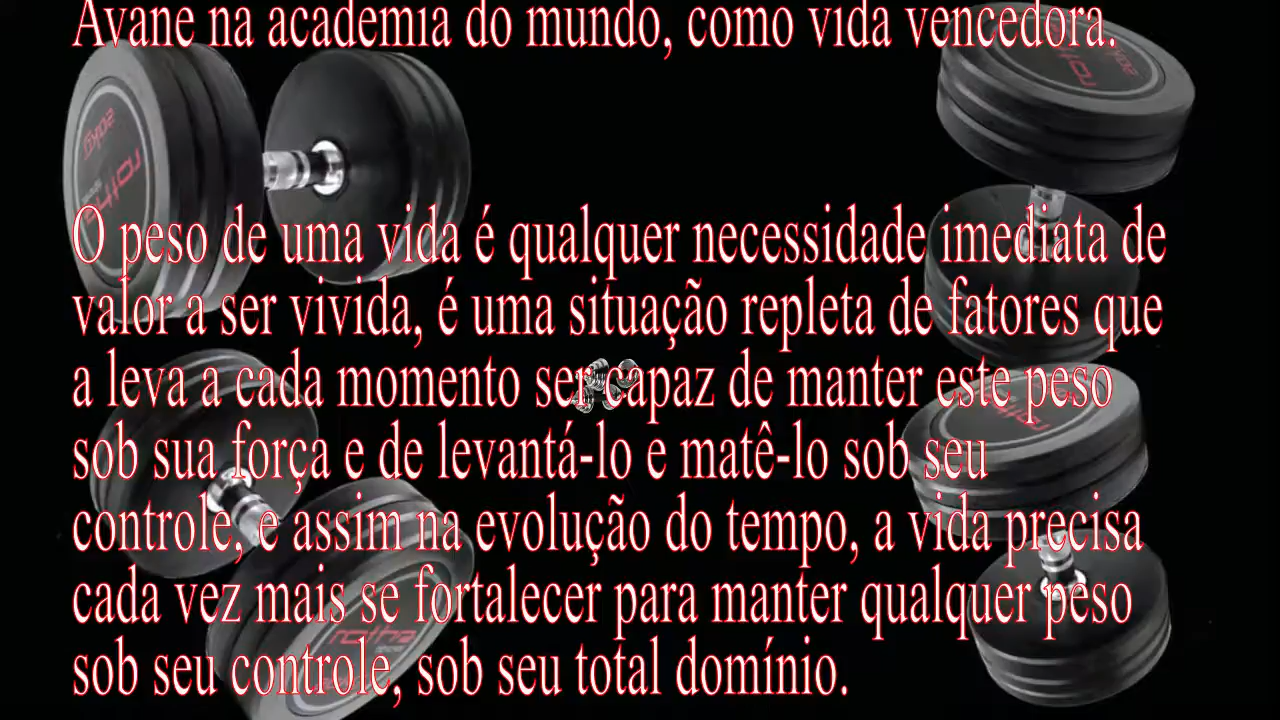 Avane na academia do mundo, como vida vencedora.
O peso de uma vida é qualquer necessidade imediata de
valor a ser vivida, é uma situação repleta de fatores que
a leva a cada momento ser capaz de manter este peso
sob sua força e de levantá-lo e matê-lo sob seu
controle, e assim na evolução do tempo, a vida precisa
cada vez mais se fortalecer para manter qualquer peso
sob seu controle, sob seu total domínio.